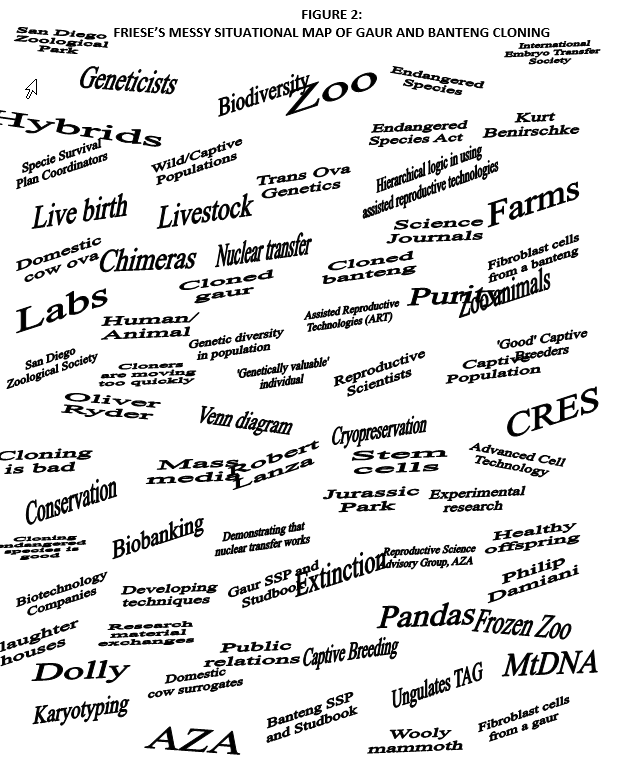 FIGURE 2:
FRIESE'S MESSY SITUATIONAL MAP OF GAUR AND BANTENG CLONING
San Diego
Zoological
Park
International
Embryo Transfer
Society
Geneticists
Biodiversity
Zoo
Endangered
Species
Hybrids
Endangered
Species Act
Kurt
Benirschke
Specie Survival
Plan Coordinators
Wild/Captive
Populations
Trans Ova
Genetics
Hierarchical logic in using
assisted reproductive technologies
Live birth
Livestock
Science
Journals
Farms
Domestic
cow ova
Chimeras
Nuclear transfer
Cloned
gaur
Cloned
banteng
Fibroblast cells
from a banteng
Labs
Human/
Animal
Assisted Reproductive
Technologies (ART)
Purity
Zoo animals
San Diego
Zoological Society
Cloners
are moving
too quickly
Genetic diversity
in population
'Genetically valuable'
individual
Reproductive
Scientists
Captive
Population
'Good' Captive
Breeders
Oliver
Ryder
Venn diagram
Cryopreservation
CRES
Cloning
is bad
Mass
media
Robert
Lanza
Stem
cells
Advanced Cell
Technology
Conservation
Jurassic
Park
Experimental
research
Cloning
endangered
species is
good
Biobanking
Demonstrating that
nuclear transfer works
Healthy
offspring
Biotechnology
Companies
Developing
techniques
Gaur SSP and
Studbook
Extinction
Reproductive Science
Advisory Group, AZA
Philip
Damiani
laughter
houses
Research
material
exchanges
Public
relations
Captive Breeding
Pandas
Frozen Zoo
Dolly
Domestic
cow surrogates
Ungulates TAG
MtDNA
Karyotyping
AZA
Banteng SSP
and Studbook
Wooly
mammoth
Fibroblast cells
from a gaur